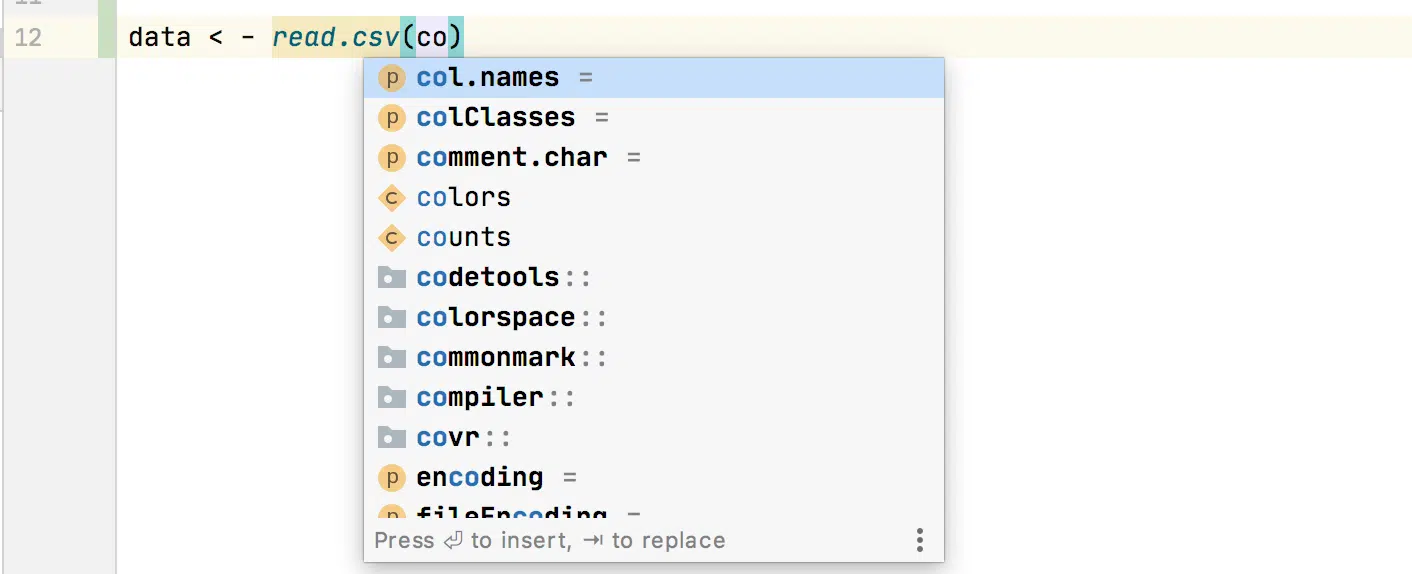 11
12 data < - read.csv(co)
p col.names =
p colClasses =
p comment.char =
C colors
C counts
codetools::
colorspace::
commonmark::
compiler::
covr::
p encoding =
p fileEncoding =
Press ⏎ to insert, ⇥ to replace